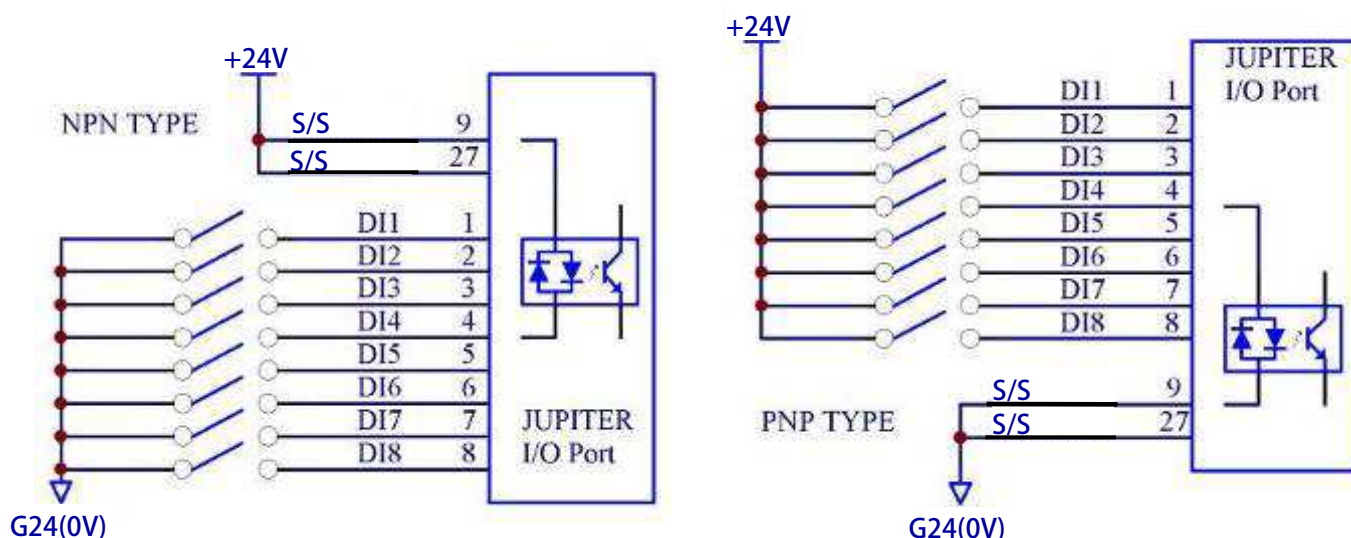 +24V
NPN TYPE
S/S 9
S/S 27
DI1 1
DI2 2
DI3 3
DI4 4
DI5 5
DI6 6
DI7 7
DI8 8
JUPITER
I/O Port
G24(0V)
+24V
JUPITER
I/O Port
DI1 1
DI2 2
DI3 3
DI4 4
DI5 5
DI6 6
DI7 7
DI8 8
PNP TYPE
S/S 9
S/S 27
G24(0V)